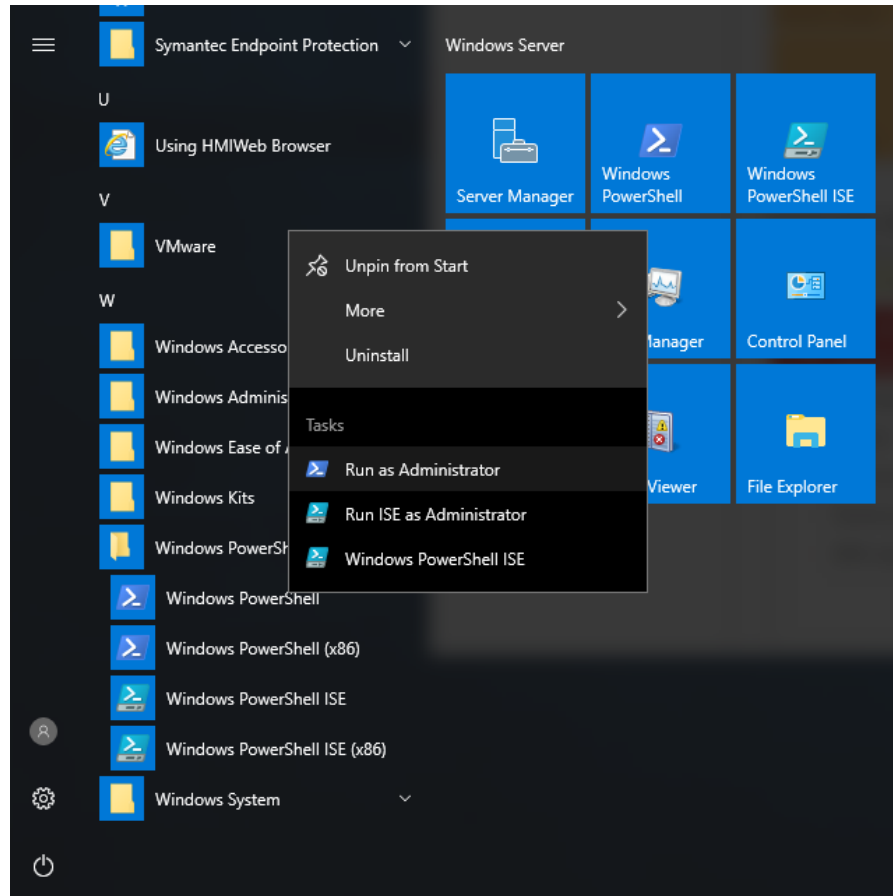 Symantec Endpoint Protection
U
Using HMIWeb Browser
V
VMware
W
Windows Accesso
Windows Adminis
Windows Ease of
Windows Kits
Windows PowerSh
Windows PowerShell
Windows PowerShell (x86)
Windows PowerShell ISE
Windows PowerShell ISE (x86)
Windows System
Unpin from Start
More
Uninstall
Tasks
Run as Administrator
Run ISE as Administrator
Windows PowerShell ISE
Windows Server
Server Manager
Windows
PowerShell
Windows
PowerShell ISE
Manager
Control Panel
Viewer
File Explorer